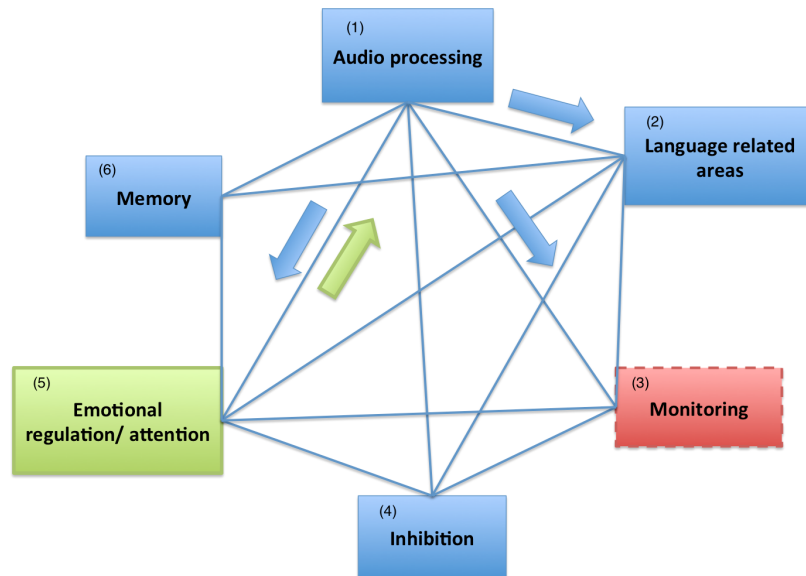 (1)
Audio processing
(2)
Language related
areas
(6)
Memory
(5)
Emotional
regulation/ attention
(3)
Monitoring
(4)
Inhibition